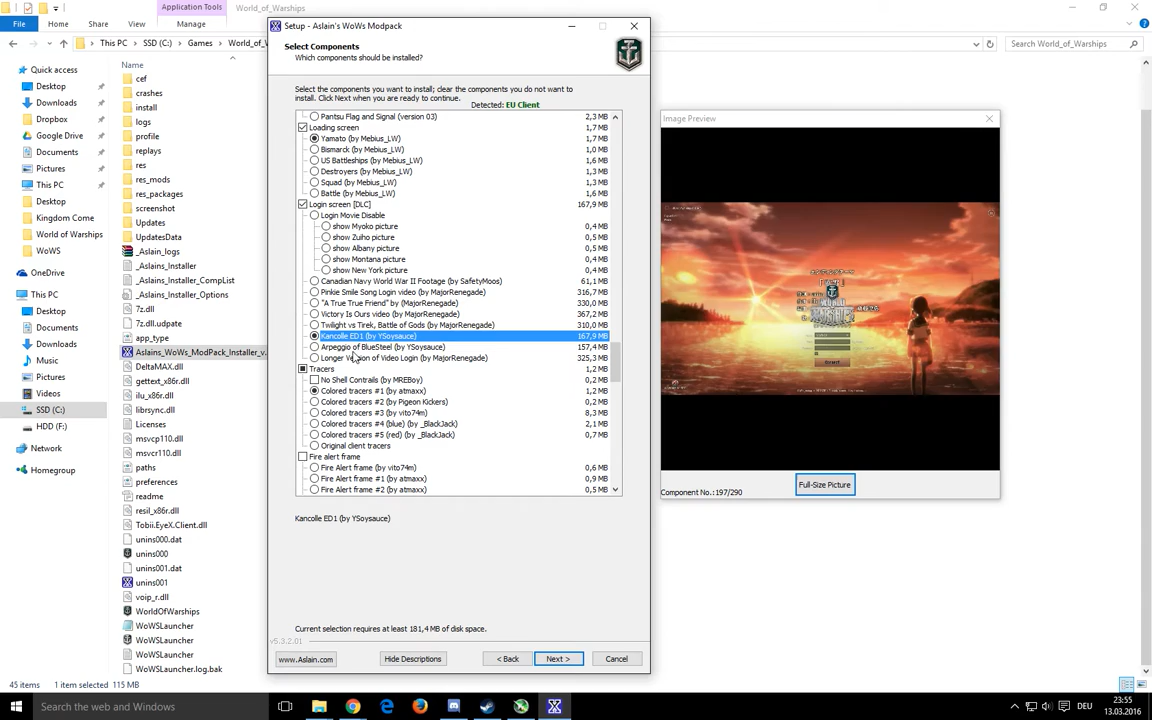 Application Tools
World_of_Warships
File
Home
Share
View
Manage
This PC
SSD (C:)
Games
World_of_W
Search World_of_Warships
Quick access
Desktop
Downloads
Dropbox
Google Drive
Documents
Pictures
This PC
Desktop
Kingdom Come
World of Warships
WoWS
OneDrive
This PC
Desktop
Documents
Downloads
Music
Pictures
Videos
SSD (C:)
HDD (F:)
Network
Homegroup
Name
cef
crashes
install
logs
profile
replays
res
res_mods
res_packages
screenshot
Updates
UpdatesData
_Aslain_logs
_Aslains_Installer
_Aslains_Installer_CompList
_Aslains_Installer_Options
7z.dll
7z.dll.udpate
app_type
Aslains_WoWs_ModPack_Installer_v.
DeltaMAX.dll
gettext_x86r.dll
ilu_x86r.dll
librsync.dll
Licenses
msvcp110.dll
msvcr110.dll
paths
preferences
readme
resil_x86r.dll
Tobii.EyeX.Client.dll
unins000.dat
unins000
unins001.dat
unins001
voip_r.dll
WorldOfWarships
WoWSLauncher
WoWSLauncher
WoWSLauncher
WoWSLauncher.log.bak
45 items
1 item selected 115 MB
Setup - Aslain's WoWs Modpack
Select Components
Which components should be installed?
Select the components you want to install; clear the components you do not want to
install. Click Next when you are ready to continue.
Detected: EU Client
Pantsu Flag and Signal (version 03) 2,3 MB
Loading screen 1,7 MB
Yamato (by Mebius_LW) 1,7 MB
Bismarck (by Mebius_LW) 1,0 MB
US Battleships (by Mebius_LW) 1,6 MB
Destroyers (by Mebius_LW) 1,3 MB
Squad (by Mebius_LW) 1,3 MB
Battle (by Mebius_LW) 1,6 MB
Login screen [DLC] 167,9 MB
Login Movie Disable
show Myoko picture 0,4 MB
show Zuiho picture 0,5 MB
show Albany picture 0,5 MB
show Montana picture 0,4 MB
show New York picture 0,4 MB
Canadian Navy World War II Footage (by SafetyMoos) 61,1 MB
Pinkie Smile Song Login video (by MajorRenegade) 316,7 MB
"A True True Friend" by (MajorRenegade) 330,0 MB
Victory Is Ours video (by MajorRenegade) 367,2 MB
Twilight vs Tirek, Battle of Gods (by MajorRenegade) 310,0 MB
Kancolle ED1 (by YSoysauce) 167,9 MB
Arpeggio of BlueSteel (by YSoysauce) 157,4 MB
Longer Version of Video Login (by MajorRenegade) 325,3 MB
Tracers 1,2 MB
No Shell Contrails (by MREBoy) 0,2 MB
Colored tracers #1 (by atmaxx) 1,2 MB
Colored tracers #2 (by Pigeon Kickers) 0,2 MB
Colored tracers #3 (by vito74m) 8,3 MB
Colored tracers #4 (blue) (by _BlackJack) 2,1 MB
Colored tracers #5 (red) (by _BlackJack) 0,7 MB
Original client tracers
Fire alert frame
Fire Alert frame (by vito74m) 0,6 MB
Fire Alert frame #1 (by atmaxx) 0,9 MB
Fire Alert frame #2 (by atmaxx) 0,5 MB
Kancolle ED1 (by YSoysauce)
Current selection requires at least 181,4 MB of disk space.
v5.3.2.01
www.Aslain.com
Hide Descriptions
< Back
Next >
Cancel
Image Preview
Component No.:197/290
Full-Size Picture
Search the web and Windows
DEU
23:55
13.03.2016